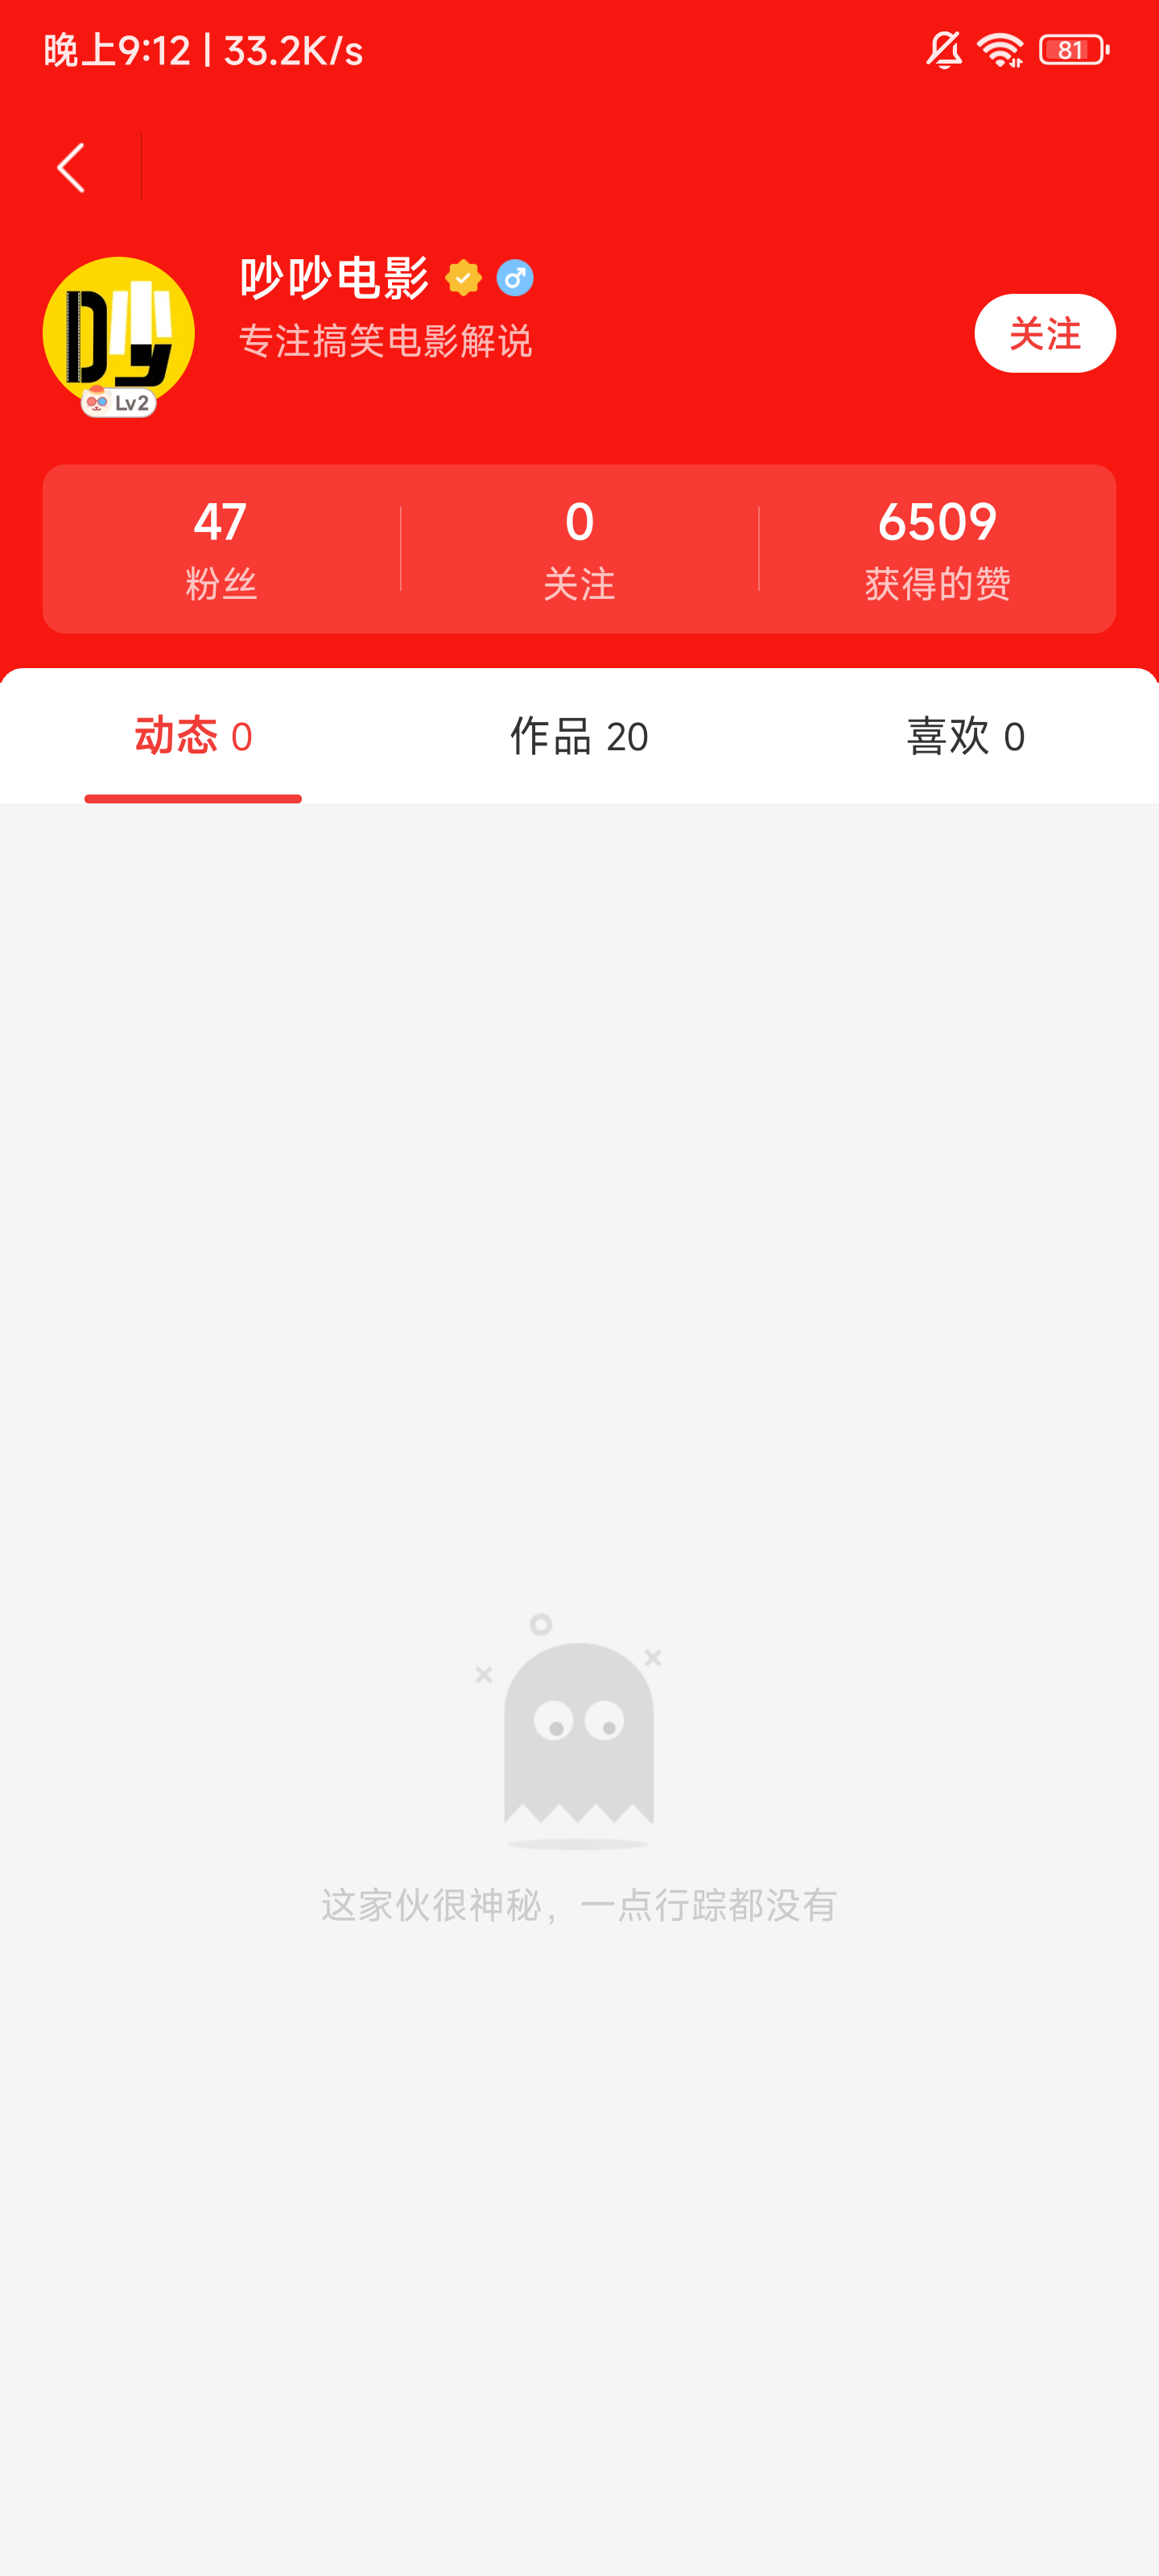 晚上9:12 | 33.2K/s
81
吵吵电影
专注搞笑电影解说
关注
吵
Lv2
47
粉丝
0
关注
6509
获得的赞
动态 0
作品 20
喜欢 0
这家伙很神秘，一点行踪都没有